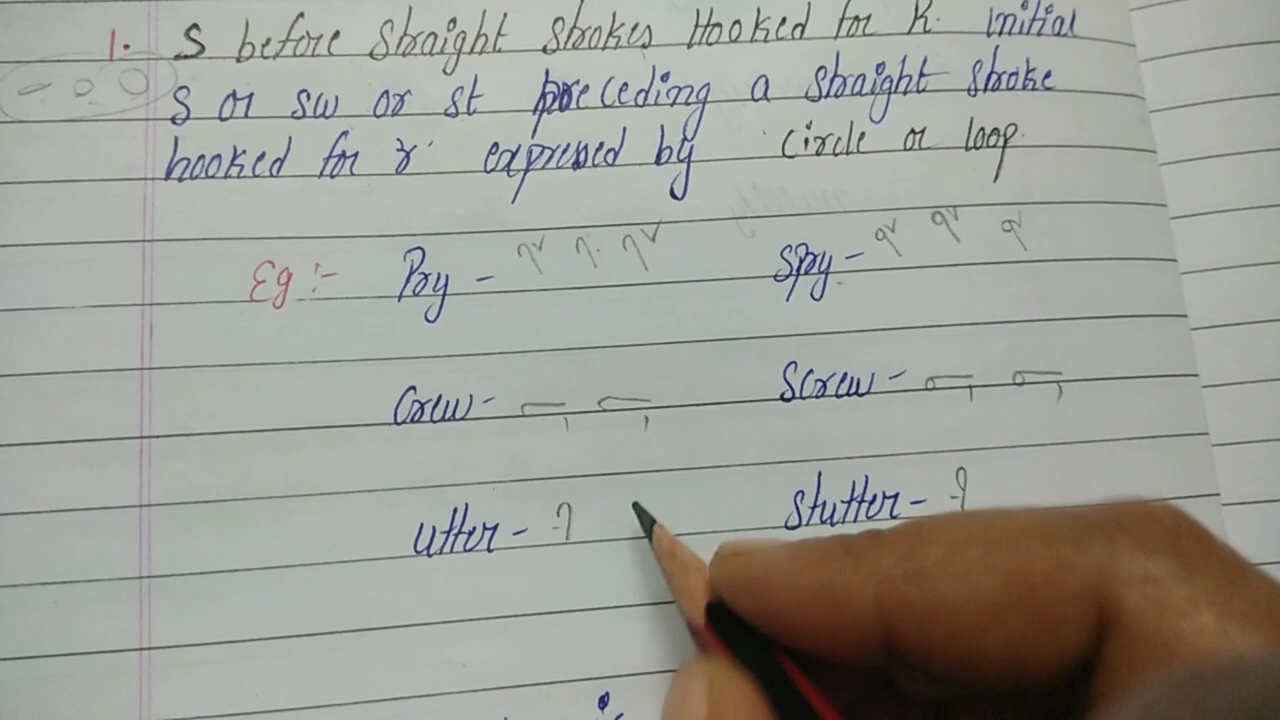 1. S before Straight Strokes Hooked for R. Initial
S or sw or st preceding a straight stroke
hooked for r expressed by circle or loop.
Eg:- Pry - Spry -
Crew - Screw -
utter - Stutter -